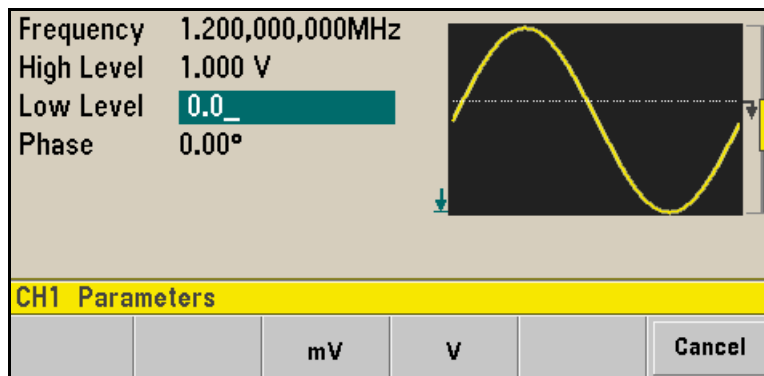 Frequency 1.200,000,000MHz
High Level 1.000 V
Low Level 0.0_
Phase 0.00°
CH1 Parameters
mV V Cancel